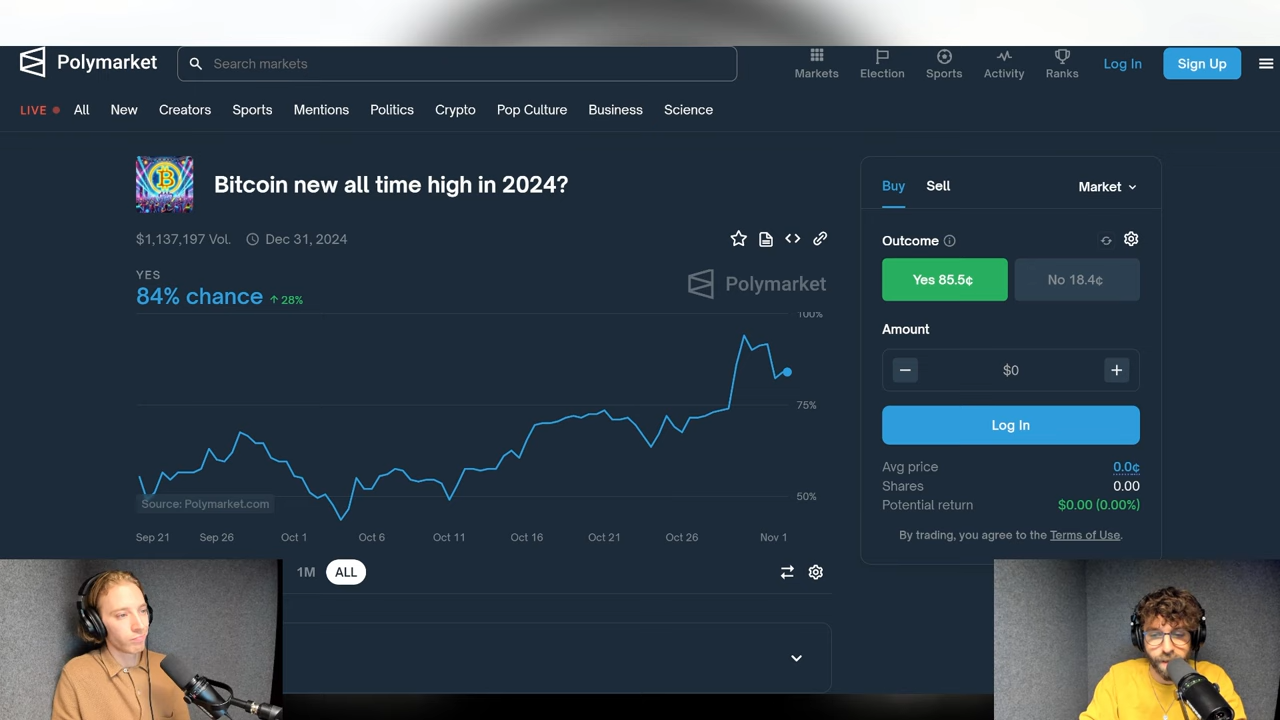 Polymarket
Search markets
Markets
Election
Sports
Activity
Ranks
Log In
Sign Up
LIVE
All
New
Creators
Sports
Mentions
Politics
Crypto
Pop Culture
Business
Science
Bitcoin new all time high in 2024?
$1,137,197 Vol.
Dec 31, 2024
YES
84% chance
↑ 28%
Polymarket
100%
75%
50%
Source: Polymarket.com
Sep 21
Sep 26
Oct 1
Oct 6
Oct 11
Oct 16
Oct 21
Oct 26
Nov 1
1M
ALL
Buy
Sell
Market
Outcome
Yes 85.5¢
No 18.4¢
Amount
$0
Log In
Avg price
0.0¢
Shares
0.00
Potential return
$0.00 (0.00%)
By trading, you agree to the Terms of Use.